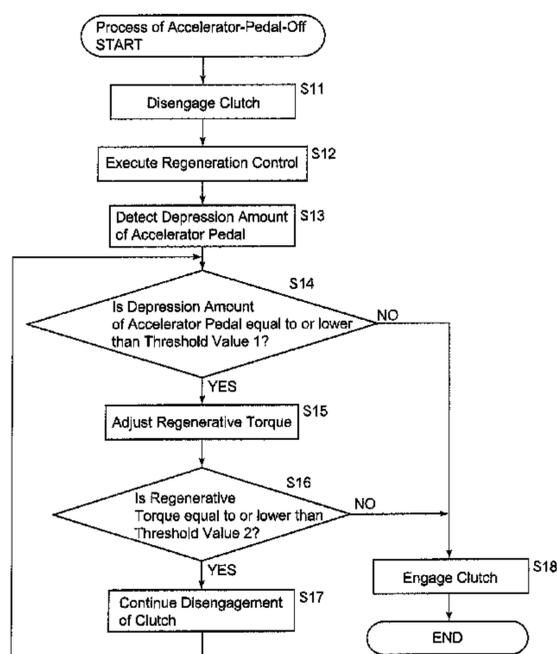 Process of Accelerator-Pedal-Off
START
S11
Disengage Clutch
S12
Execute Regeneration Control
S13
Detect Depression Amount
of Accelerator Pedal
S14
Is Depression Amount
of Accelerator Pedal equal to or lower
than Threshold Value 1?
NO
YES
S15
Adjust Regenerative Torque
S16
Is Regenerative
Torque equal to or lower than
Threshold Value 2?
NO
YES
S17
Continue Disengagement
of Clutch
S18
Engage Clutch
END